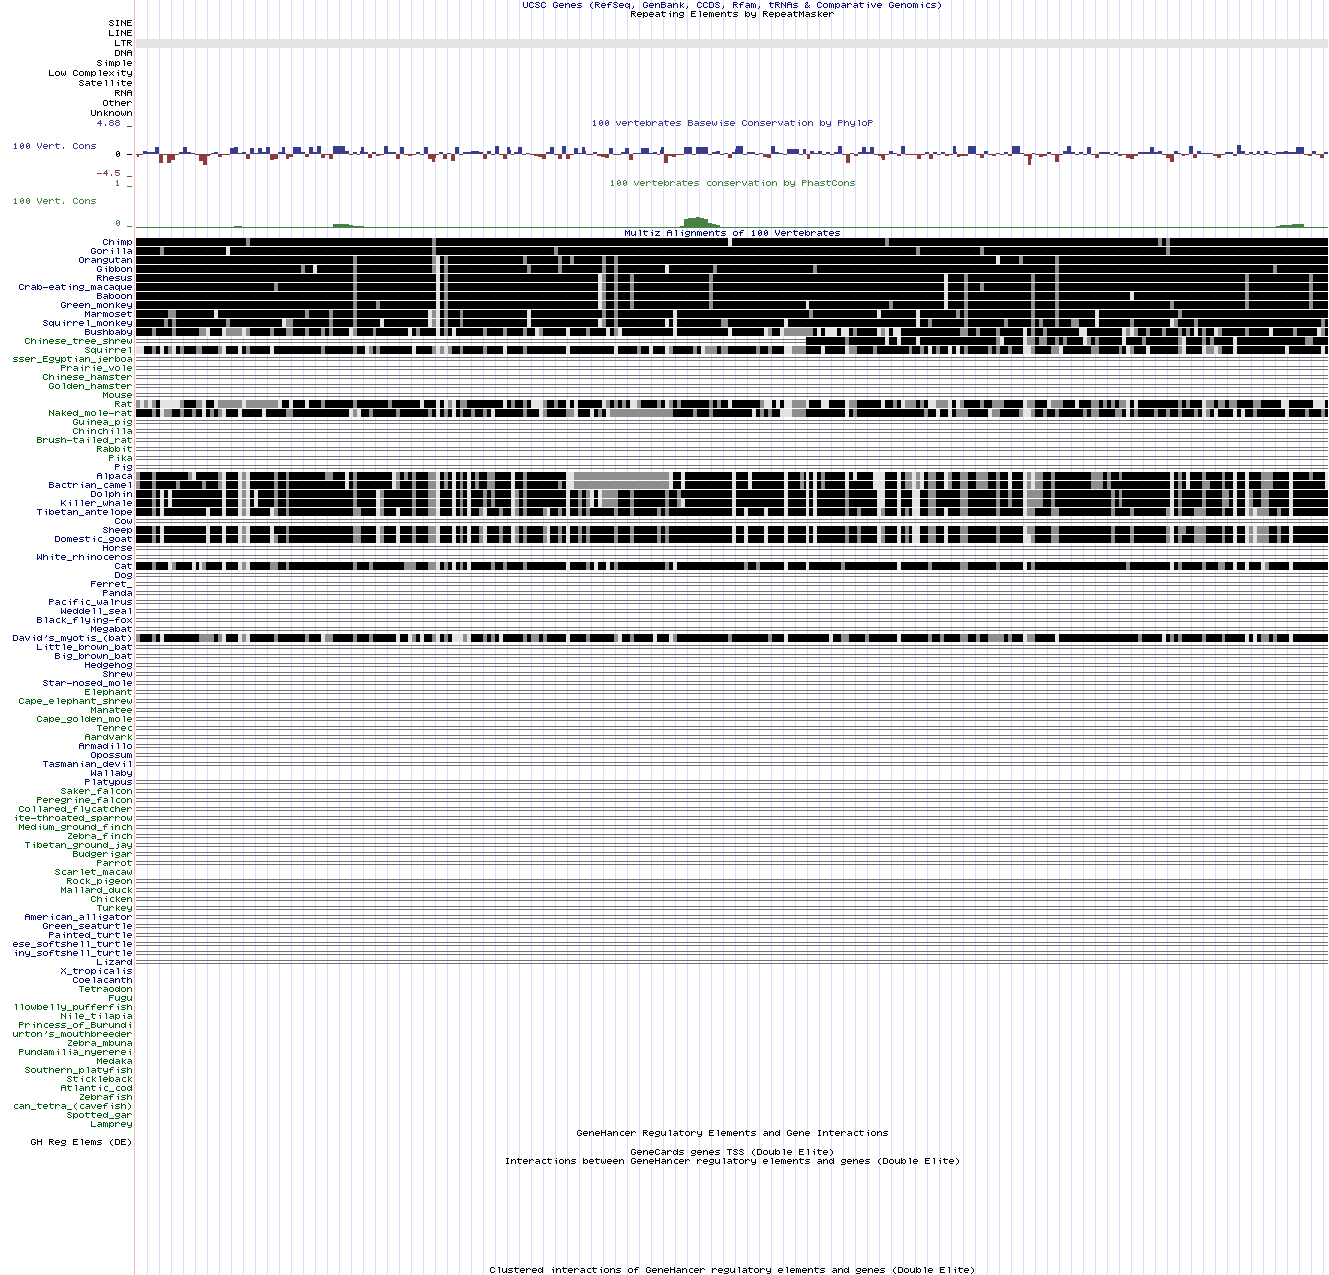 UCSC Genes (RefSeq, GenBank, CCDS, Rfam, tRNAs & Comparative Genomics)
Repeating Elements by RepeatMasker
SINE
LINE
LTR
DNA
Simple
Low Complexity
Satellite
RNA
Other
Unknown
4.88 _
100 vertebrates Basewise Conservation by PhyloP
100 Vert. Cons
0 -
-4.5 _
1 _
100 vertebrates conservation by PhastCons
100 Vert. Cons
0 _
Multiz Alignments of 100 Vertebrates
Chimp
Gorilla
Orangutan
Gibbon
Rhesus
Crab-eating_macaque
Baboon
Green_monkey
Marmoset
Squirrel_monkey
Bushbaby
Chinese_tree_shrew
Squirrel
sser_Egyptian_jerboa
Prairie_vole
Chinese_hamster
Golden_hamster
Mouse
Rat
Naked_mole-rat
Guinea_pig
Chinchilla
Brush-tailed_rat
Rabbit
Pika
Pig
Alpaca
Bactrian_camel
Dolphin
Killer_whale
Tibetan_antelope
Cow
Sheep
Domestic_goat
Horse
White_rhinoceros
Cat
Dog
Ferret_
Panda
Pacific_walrus
Weddell_seal
Black_flying-fox
Megabat
David's_myotis_(bat)
Little_brown_bat
Big_brown_bat
Hedgehog
Shrew
Star-nosed_mole
Elephant
Cape_elephant_shrew
Manatee
Cape_golden_mole
Tenrec
Aardvark
Armadillo
Opossum
Tasmanian_devil
Wallaby
Platypus
Saker_falcon
Peregrine_falcon
Collared_flycatcher
ite-throated_sparrow
Medium_ground_finch
Zebra_finch
Tibetan_ground_jay
Budgerigar
Parrot
Scarlet_macaw
Rock_pigeon
Mallard_duck
Chicken
Turkey
American_alligator
Green_seaturtle
Painted_turtle
ese_softshell_turtle
iny_softshell_turtle
Lizard
X_tropicalis
Coelacanth
Tetraodon
Fugu
llowbelly_pufferfish
Nile_tilapia
Princess_of_Burundi
urton's_mouthbreeder
Zebra_mbuna
Pundamilia_nyererei
Medaka
Southern_platyfish
Stickleback
Atlantic_cod
Zebrafish
can_tetra_(cavefish)
Spotted_gar
Lamprey
GeneHancer Regulatory Elements and Gene Interactions
GH Reg Elems (DE)
GeneCards genes TSS (Double Elite)
Interactions between GeneHancer regulatory elements and genes (Double Elite)
Clustered interactions of GeneHancer regulatory elements and genes (Double Elite)